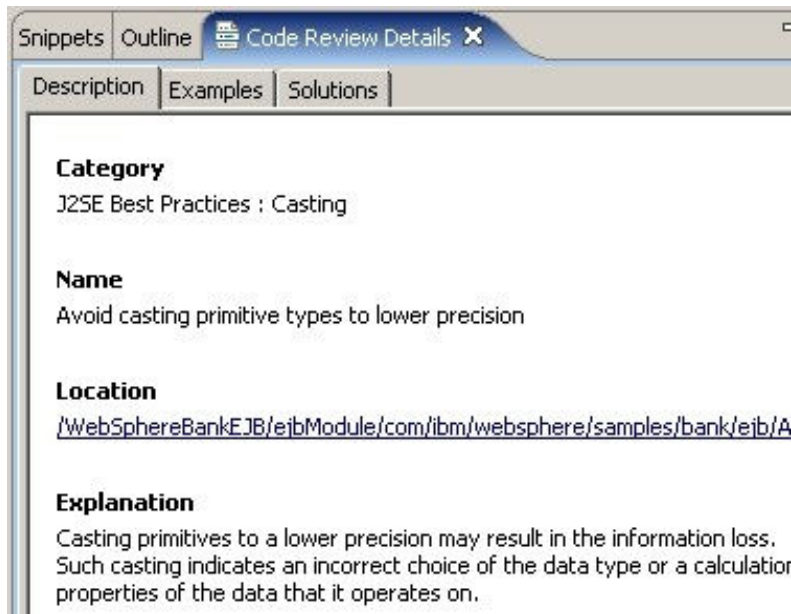 Snippets Outline Code Review Details
Description Examples Solutions
Category
J2SE Best Practices : Casting
Name
Avoid casting primitive types to lower precision
Location
/WebSphereBankEJB/ejbModule/com/ibm/websphere/samples/bank/ejb/A
Explanation
Casting primitives to a lower precision may result in the information loss.
Such casting indicates an incorrect choice of the data type or a calculation
properties of the data that it operates on.